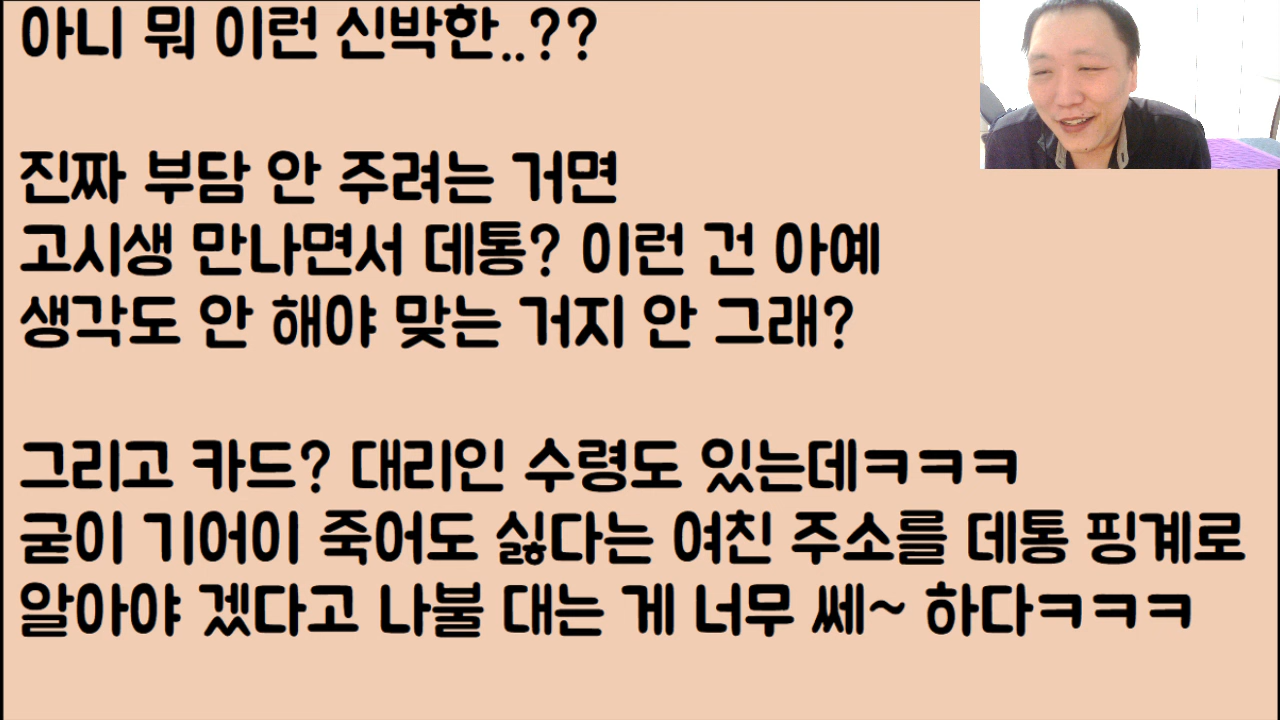 아니 뭐 이런 신박한..??
진짜 부담 안 주려는 거면
고시생 만나면서 데통? 이런 건 아예
생각도 안 해야 맞는 거지 안 그래?
그리고 카드? 대리인 수령도 있는데ㅋㅋㅋ
굳이 기어이 죽어도 싫다는 여친 주소를 데통 핑계로
알아야 겠다고 나불 대는 게 너무 쎄~ 하다ㅋㅋㅋ